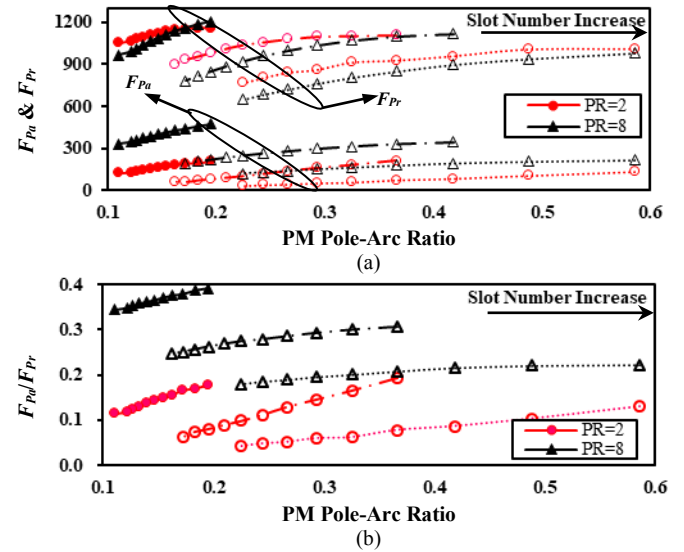 (a)
1200
900
600
300
0
F_Pa & F_Pr
Slot Number Increase
F_Pa
F_Pr
PR=2
PR=8
0.1
0.2
0.3
0.4
0.5
0.6
PM Pole-Arc Ratio
(a)
0.4
0.3
0.2
0.1
0.0
F_Pa/F_Pr
Slot Number Increase
PR=2
PR=8
0.1
0.2
0.3
0.4
0.5
0.6
PM Pole-Arc Ratio
(b)